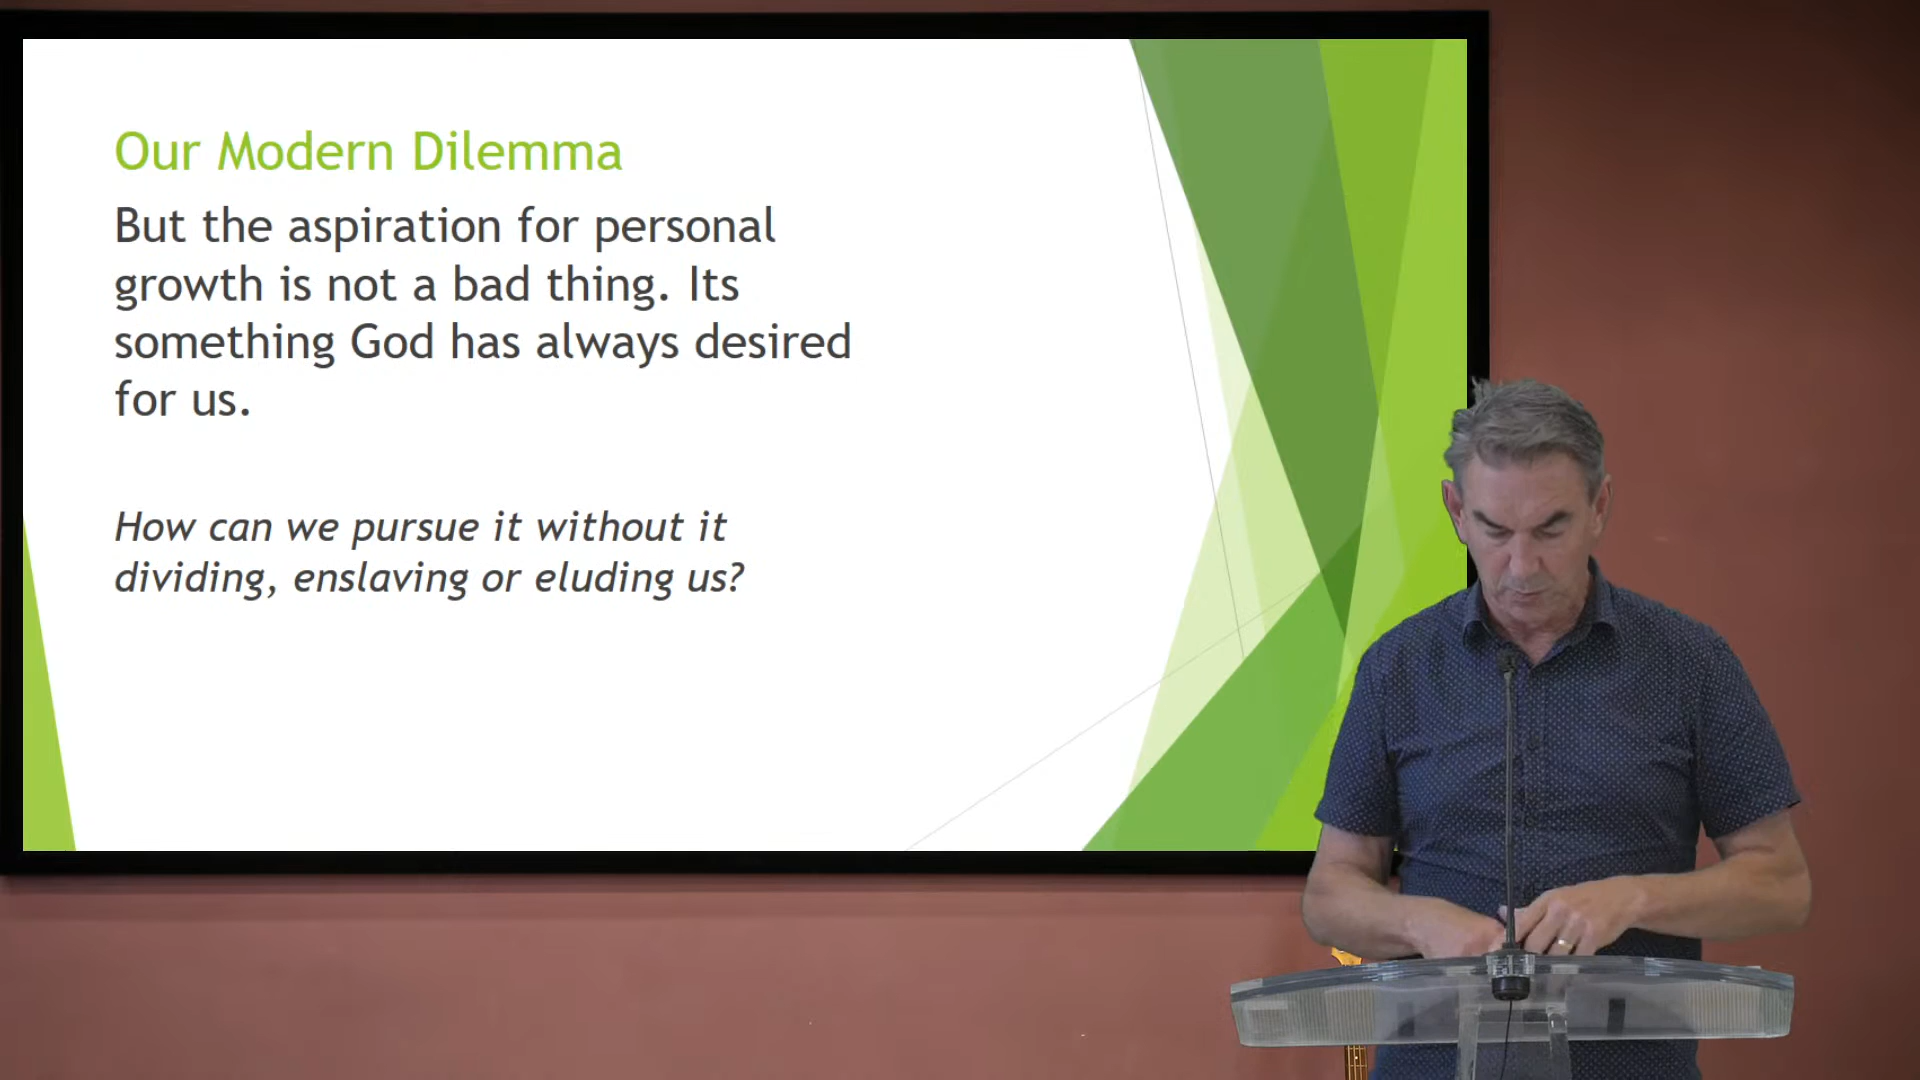 Our Modern Dilemma
But the aspiration for personal
growth is not a bad thing. Its
something God has always desired
for us.
How can we pursue it without it
dividing, enslaving or eluding us?